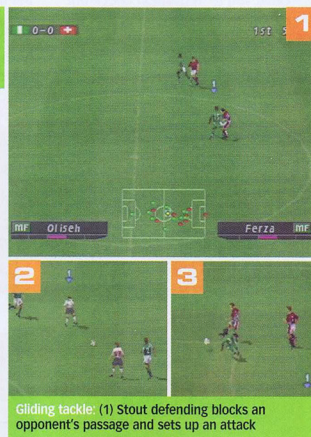 1
0-0
1st 5
MF Oliseh
Ferza MF
2
3
Gliding tackle: (1) Stout defending blocks an
opponent's passage and sets up an attack